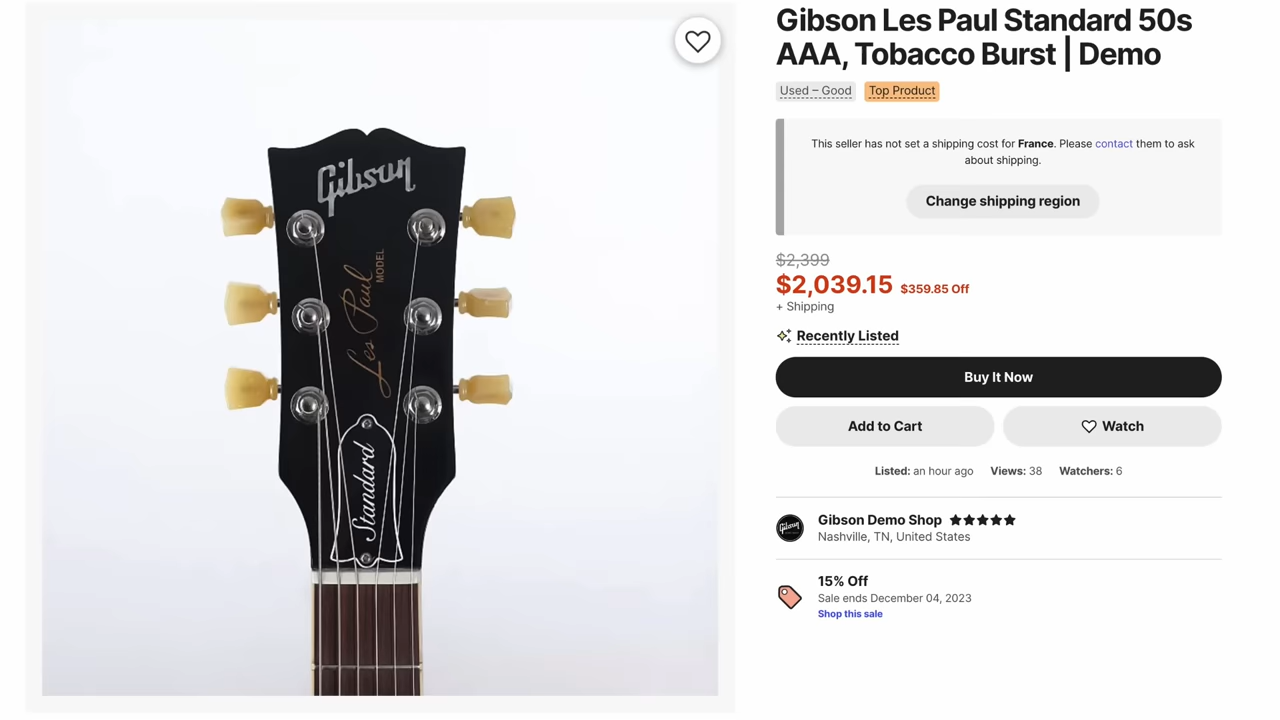 Gibson
Les Paul
MODEL
Standard
Gibson Les Paul Standard 50s
AAA, Tobacco Burst | Demo
Used – Good
Top Product
This seller has not set a shipping cost for France. Please contact them to ask
about shipping.
Change shipping region
$2,399
$2,039.15 $359.85 Off
+ Shipping
Recently Listed
Buy It Now
Add to Cart
Watch
Listed: an hour ago Views: 38 Watchers: 6
Gibson
Gibson Demo Shop
Nashville, TN, United States
15% Off
Sale ends December 04, 2023
Shop this sale